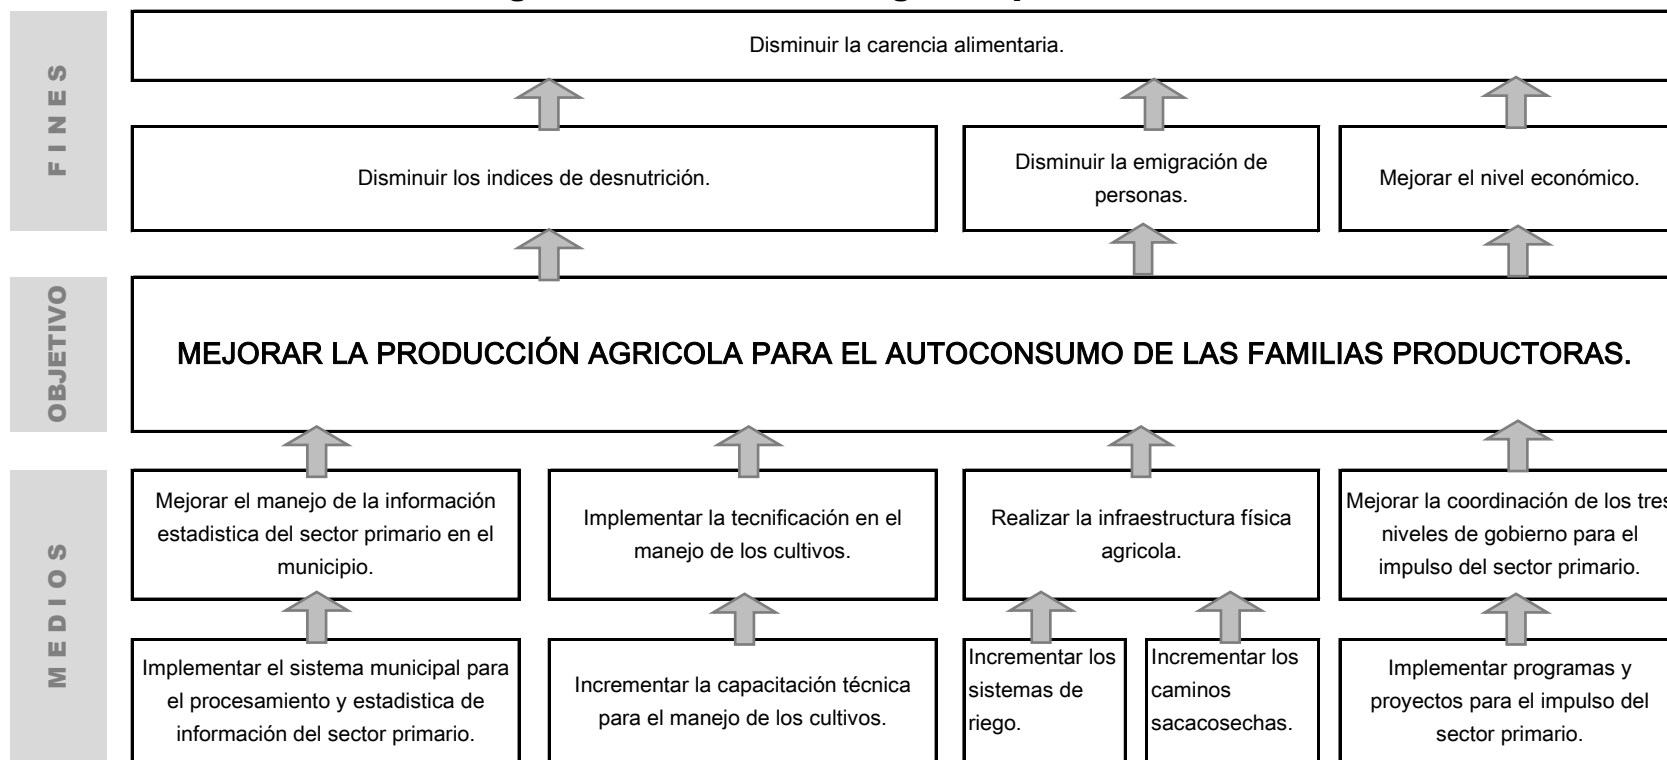 FINES
Disminuir la carencia alimentaria.
Disminuir los indices de desnutrición.
Disminuir la emigración de
personas.
Mejorar el nivel económico.
OBJETIVO
MEJORAR LA PRODUCCIÓN AGRICOLA PARA EL AUTOCONSUMO DE LAS FAMILIAS PRODUCTORAS.
MEDIOS
Mejorar el manejo de la información
estadistica del sector primario en el
municipio.
Implementar la tecnificación en el
manejo de los cultivos.
Realizar la infraestructura física
agricola.
Mejorar la coordinación de los tres
niveles de gobierno para el
impulso del sector primario.
Implementar el sistema municipal para
el procesamiento y estadistica de
información del sector primario.
Incrementar la capacitación técnica
para el manejo de los cultivos.
Incrementar los
sistemas de
riego.
Incrementar los
caminos
sacacosechas.
Implementar programas y
proyectos para el impulso del
sector primario.